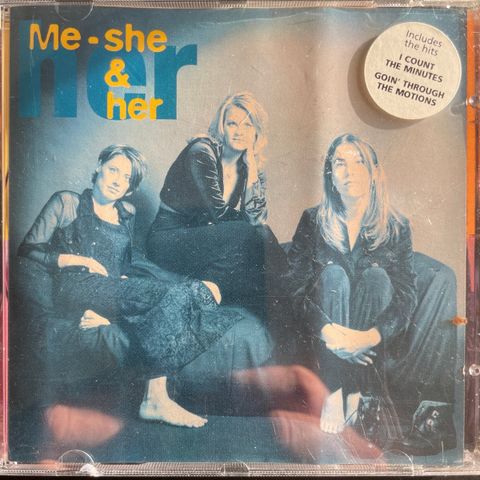 Me-she
&
her
her
Includes
the hits
I COUNT
THE MINUTES
GOIN' THROUGH
THE MOTIONS